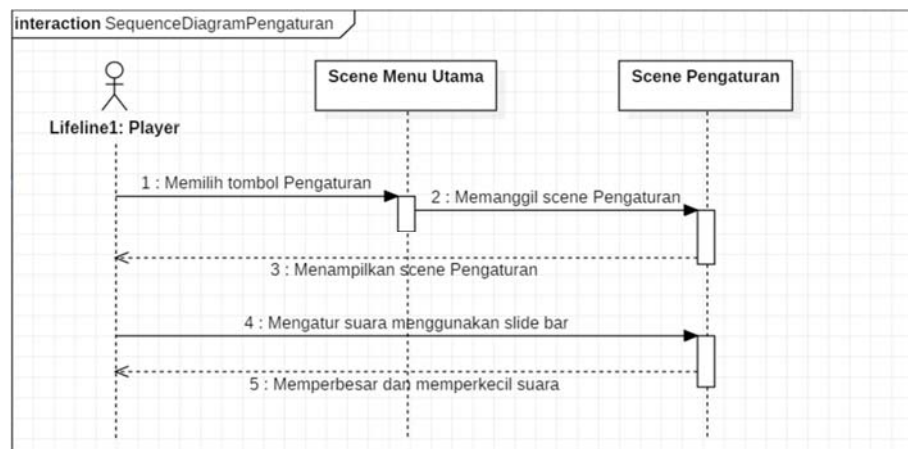 interaction SequenceDiagramPengaturan
Scene Menu Utama
Scene Pengaturan
Lifeline1: Player
1 : Memilih tombol Pengaturan
2 : Memanggil scene Pengaturan
3 : Menampilkan scene Pengaturan
4 : Mengatur suara menggunakan slide bar
5 : Memperbesar dan memperkecil suara